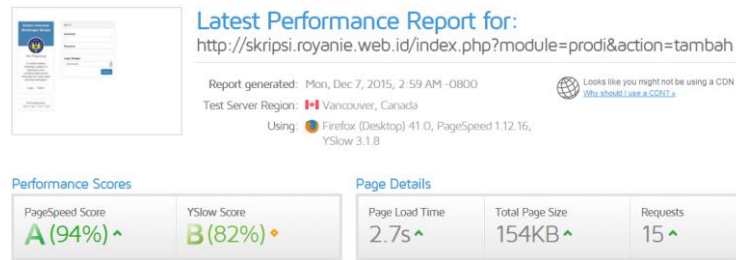 Latest Performance Report for:
http://skripsi.royanie.web.id/index.php?module=prodi&action=tambah
Report generated: Mon, Dec 7, 2015, 2:59 AM -0800
Test Server Region: Vancouver, Canada
Using: Firefox (Desktop) 41.0, PageSpeed 1.12.16,
YSlow 3.1.8
Looks like you might not be using a CDN
Why should I use a CDN? »
Performance Scores
PageSpeed Score
A (94%)
YSlow Score
B (82%)
Page Details
Page Load Time
2.7s
Total Page Size
154KB
Requests
15